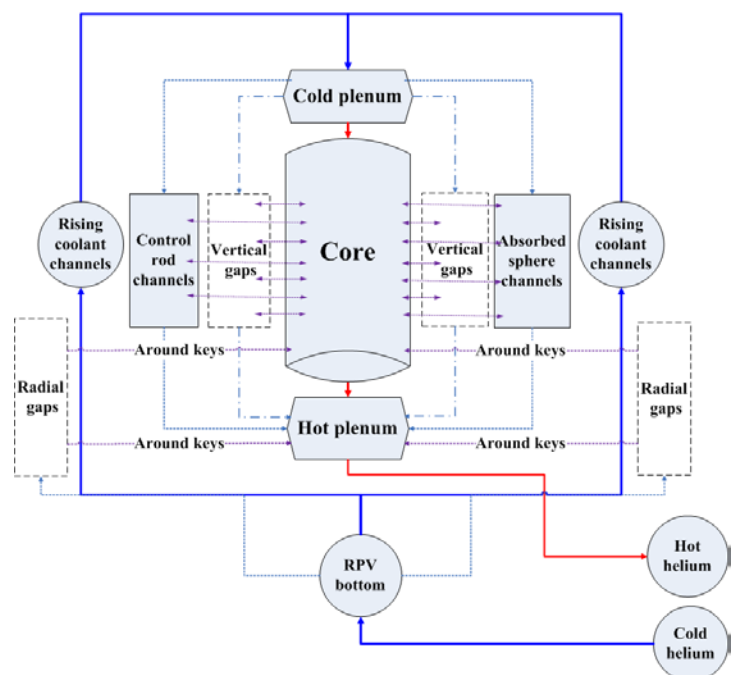 Cold plenum
Rising
coolant
channels
Control
rod
channels
Vertical
gaps
Core
Vertical
gaps
Absorbed
sphere
channels
Rising
coolant
channels
Radial
gaps
Around keys
Around keys
Radial
gaps
Hot plenum
Around keys
Around keys
RPV
bottom
Hot
helium
Cold
helium